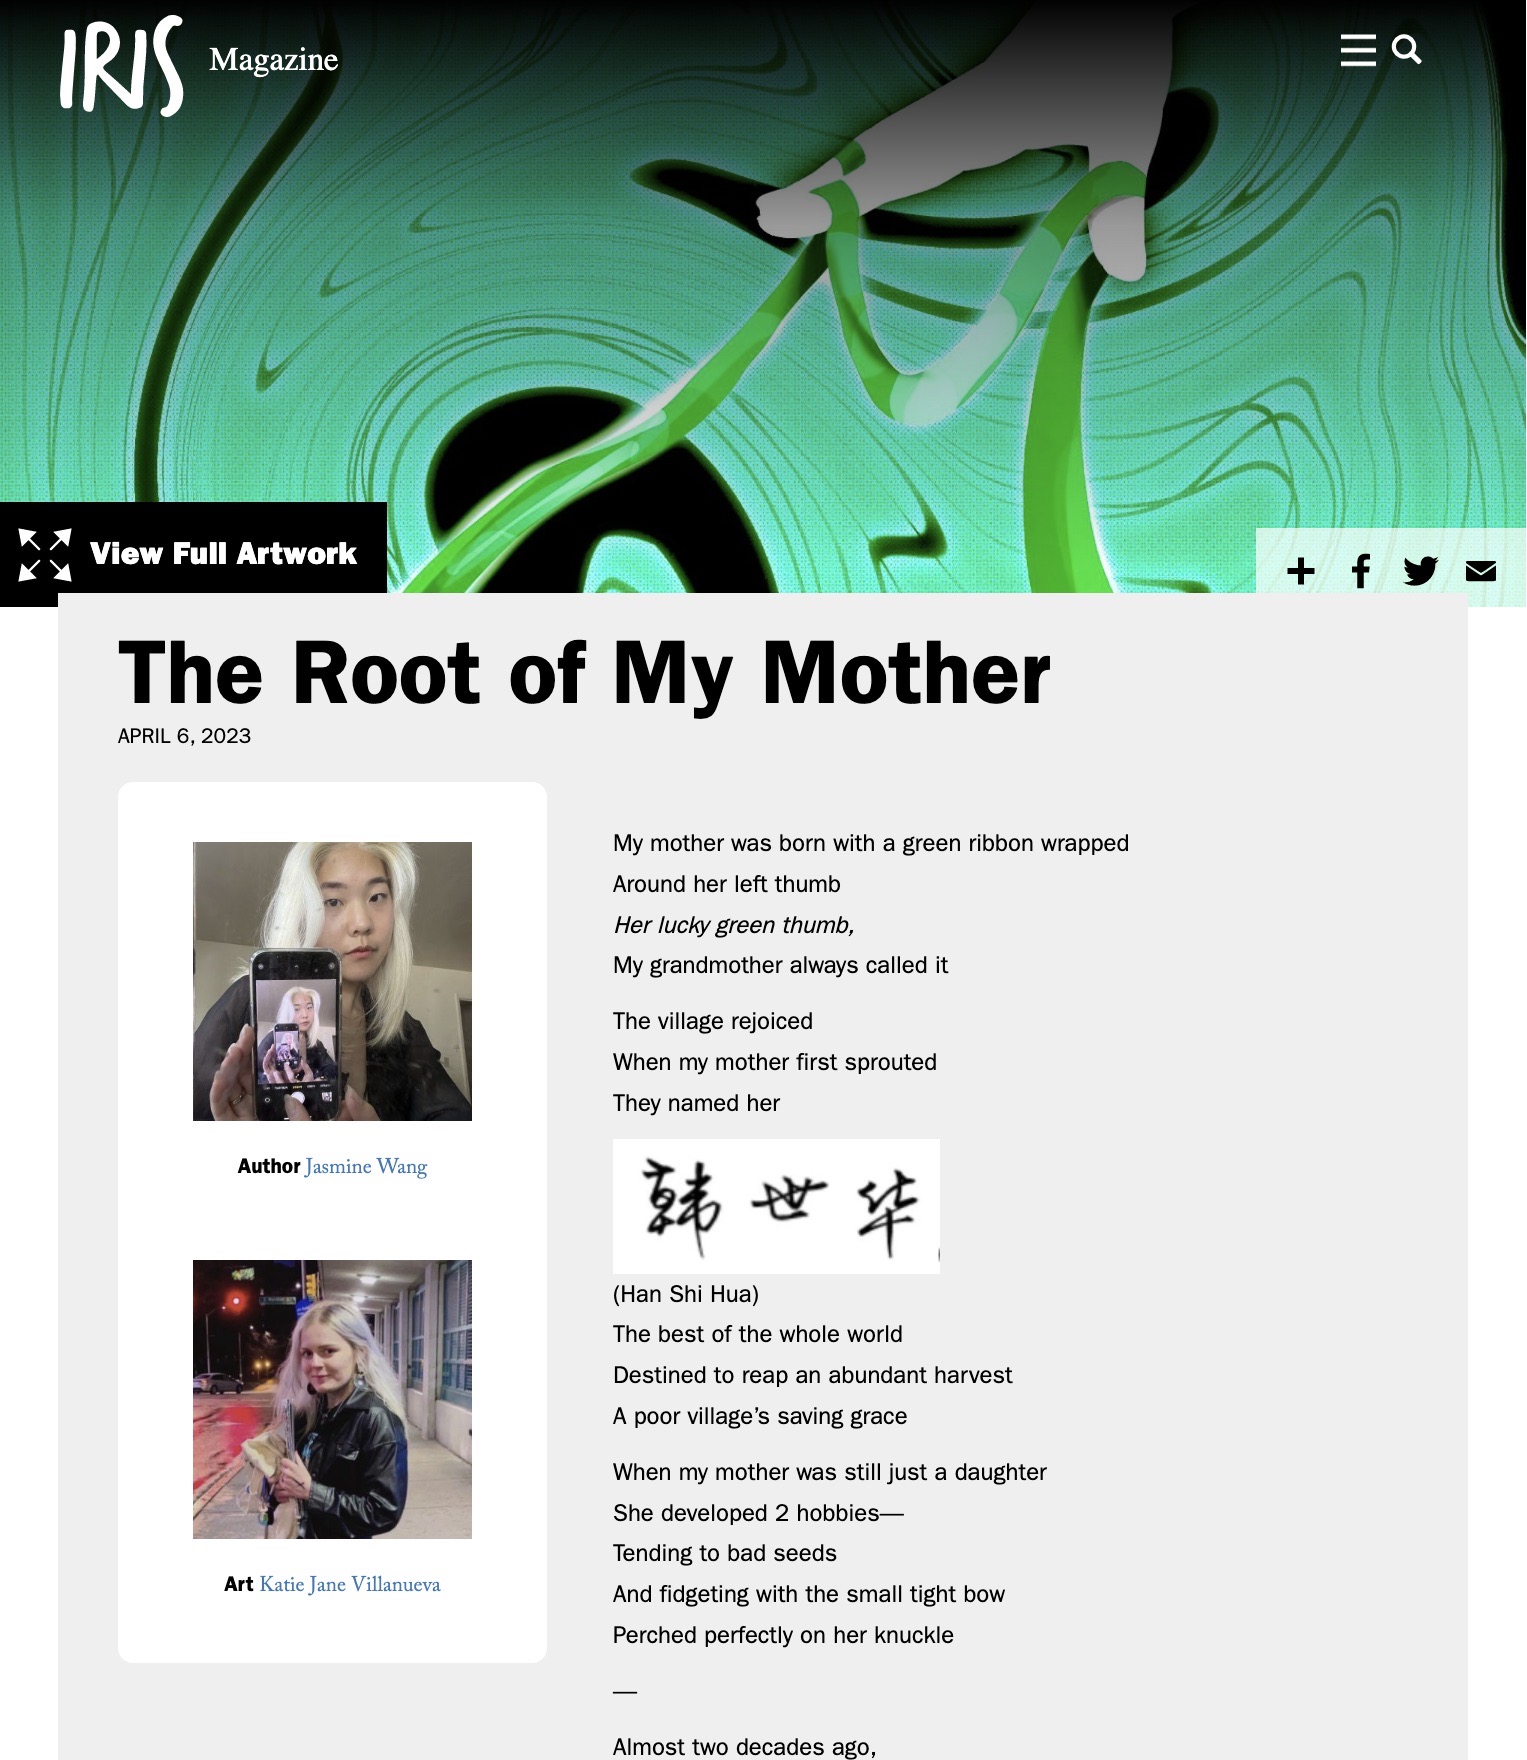 IRIS Magazine
View Full Artwork
The Root of My Mother
APRIL 6, 2023
Author Jasmine Wang
Art Katie Jane Villanueva
My mother was born with a green ribbon wrapped
Around her left thumb
Her lucky green thumb,
My grandmother always called it
The village rejoiced
When my mother first sprouted
They named her
韩世华
(Han Shi Hua)
The best of the whole world
Destined to reap an abundant harvest
A poor village’s saving grace
When my mother was still just a daughter
She developed 2 hobbies—
Tending to bad seeds
And fidgeting with the small tight bow
Perched perfectly on her knuckle
—
Almost two decades ago,